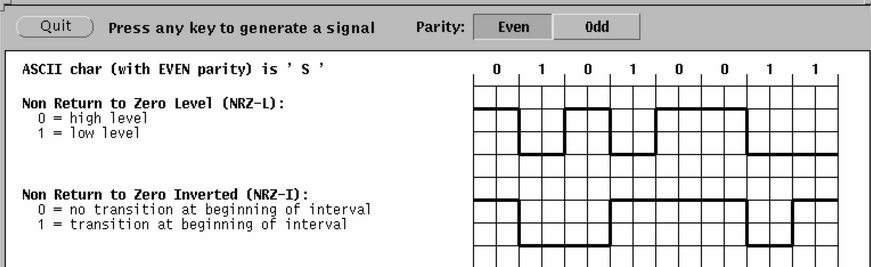 Quit Press any key to generate a signal Parity: Even Odd
ASCII char (with EVEN parity) is ' S ' 0 1 0 1 0 0 1 1
Non Return to Zero Level (NRZ-L):
0 = high level
1 = low level
Non Return to Zero Inverted (NRZ-I):
0 = no transition at beginning of interval
1 = transition at beginning of interval